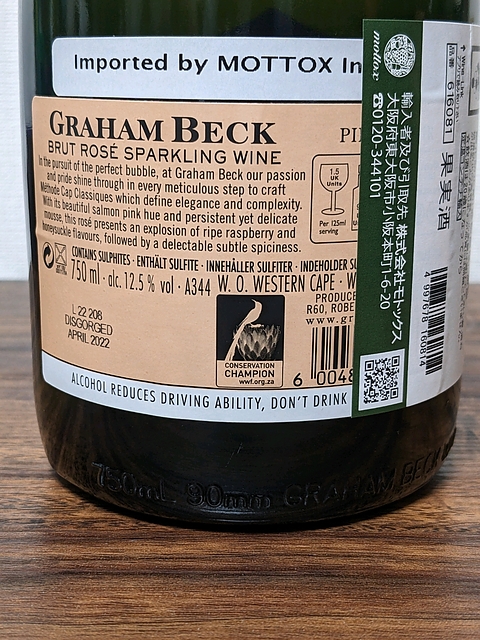 Imported by MOTTOX In
GRAHAM BECK
BRUT ROSÉ SPARKLING WINE
In the pursuit of the perfect bubble, at Graham Beck our passion
and pride shine through in every meticulous step to craft
Méthode Cap Classiques which define elegance and complexity.
With its beautiful salmon pink hue and persistent yet delicate
mousse, this rosé presents an explosion of ripe raspberry and
honeysuckle flavours, followed by a delectable subtle spiciness.
CONTAINS SULPHITES · ENTHÄLT SULFITE · INNEHÅLLER SULFITER · INDEHOLDER SU
750 ml · alc. 12.5 % vol · A344 W. O. WESTERN CAPE · W
PRODUCE
R60, ROBE
www.gr
L 22 208
DISGORGED
APRIL 2022
CONSERVATION
CHAMPION
wwf.org.za
6 0048
ALCOHOL REDUCES DRIVING ABILITY, DON'T DRINK
PI
1.5
UK
Units
Per 125ml
serving
mottox
輸入者及び引取先 株式会社モトックス
大阪府東大阪市小阪本町1-6-20
☎0120-344101
616081
果実酒
4 997678 160814
750mL 90mm GRAHAM BECK